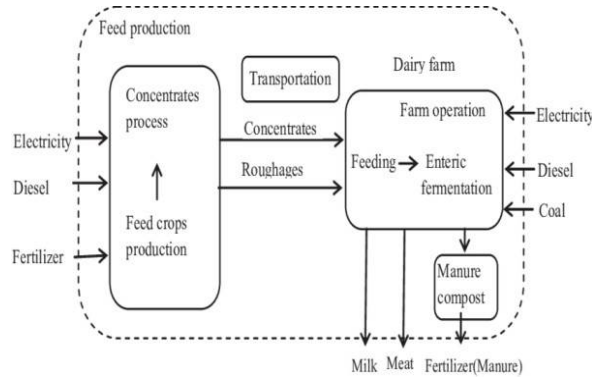 Feed production
Transportation
Dairy farm
Concentrates
process
Farm operation
Electricity
Electricity
Concentrates
Feeding
Enteric
fermentation
Diesel
Roughages
Diesel
Feed crops
production
Coal
Fertilizer
Manure
compost
Milk
Meat
Fertilizer(Manure)